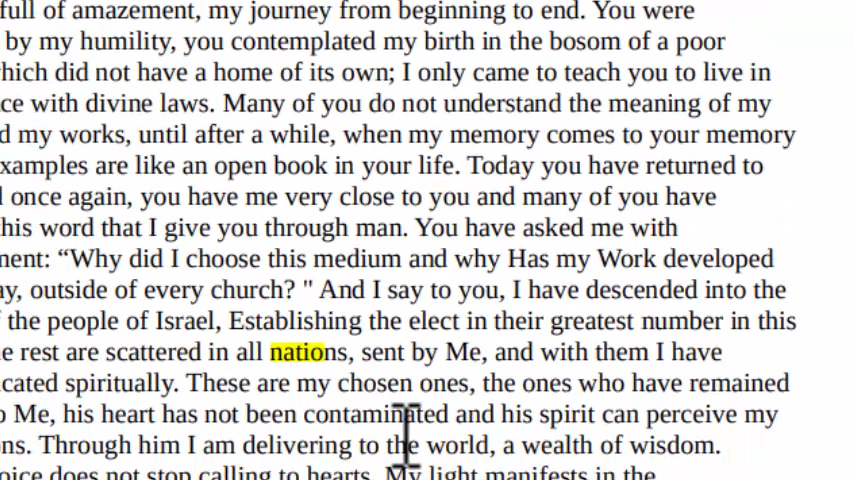 full of amazement, my journey from beginning to end. You were
by my humility, you contemplated my birth in the bosom of a poor
which did not have a home of its own; I only came to teach you to live in
ce with divine laws. Many of you do not understand the meaning of my
d my works, until after a while, when my memory comes to your memory
xamples are like an open book in your life. Today you have returned to
once again, you have me very close to you and many of you have
this word that I give you through man. You have asked me with
ment: “Why did I choose this medium and why Has my Work developed
ay, outside of every church? " And I say to you, I have descended into the
f the people of Israel, Establishing the elect in their greatest number in this
e rest are scattered in all nations, sent by Me, and with them I have
cated spiritually. These are my chosen ones, the ones who have remained
o Me, his heart has not been contaminated and his spirit can perceive my
ons. Through him I am delivering to the world, a wealth of wisdom.
oice does not stop calling to hearts. My light manifests in the